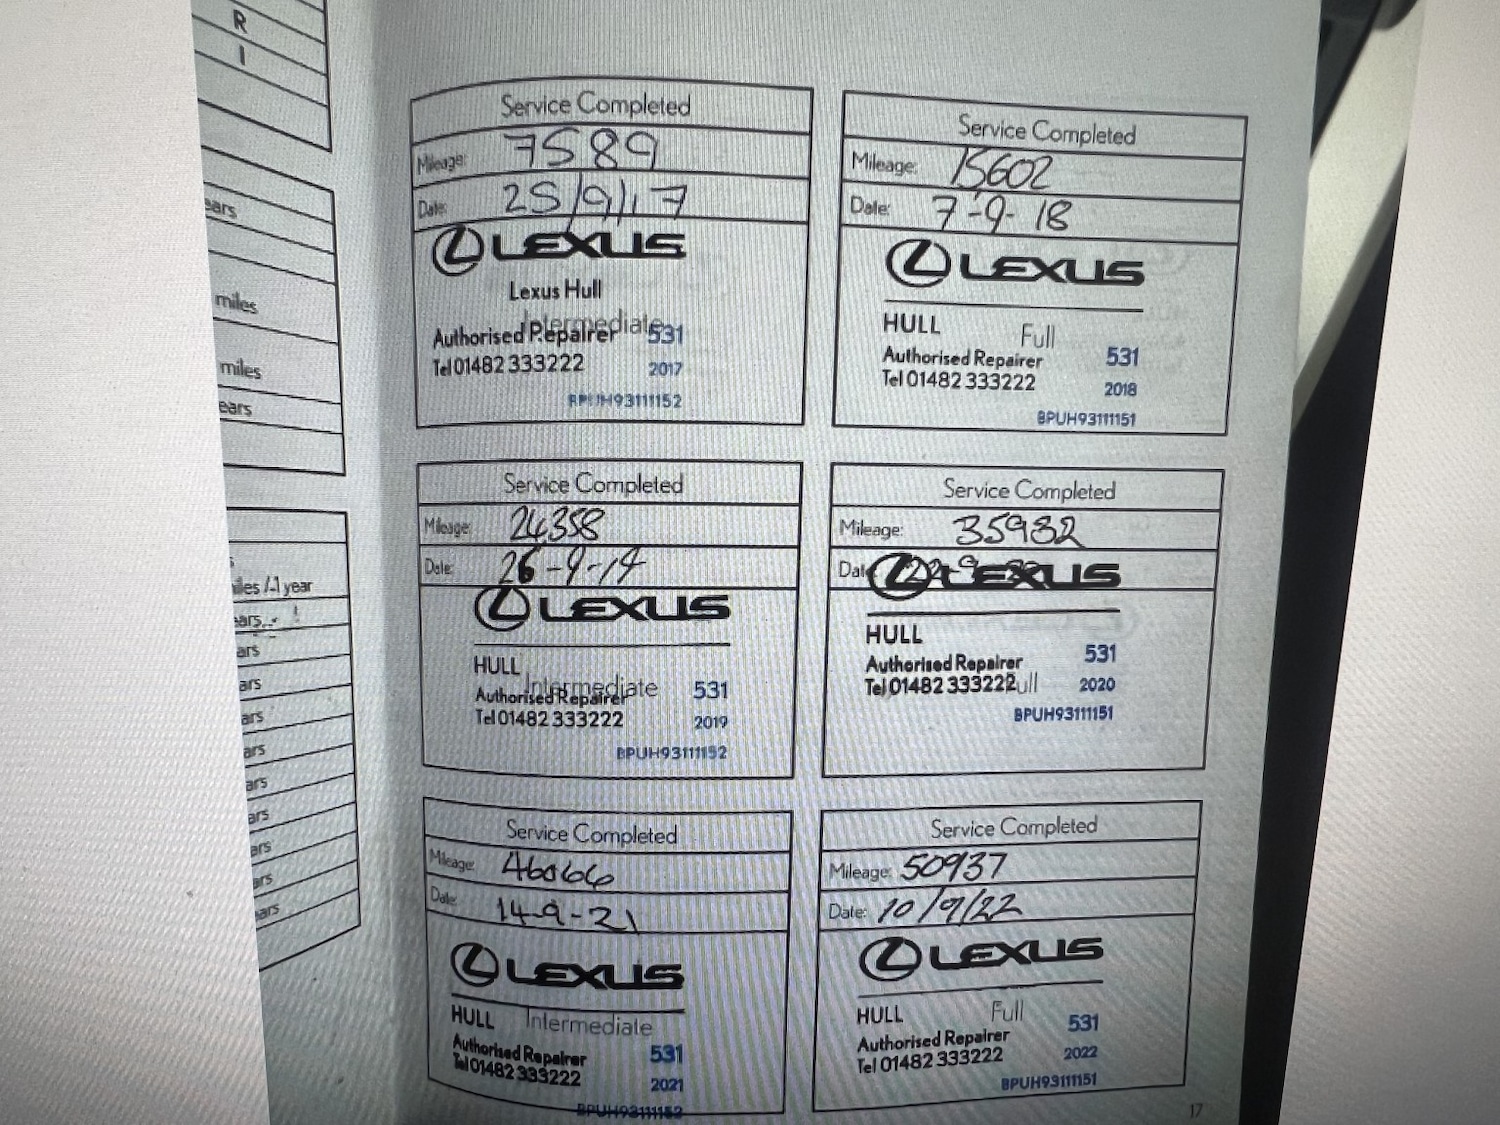 R
I
ears
miles
miles
ears
iles /-1 year
ears
ars
ars
ars
ars
ars
ars
ars
ars
ars
Service Completed
Mileage: 7589
Date: 25/9/17
LEXUS
Lexus Hull
Intermediate
Authorised Repairer 531
Tel 01482 333222 2017
BPUH93111152
Service Completed
Mileage: 15602
Date: 7-9-18
LEXUS
HULL Full
Authorised Repairer 531
Tel 01482 333222 2018
BPUH93111151
Service Completed
Mileage: 24358
Date: 26-9-19
LEXUS
HULL
Intermediate
Authorised Repairer 531
Tel 01482 333222 2019
BPUH93111152
Service Completed
Mileage: 35982
Date:
LEXUS
HULL
Authorised Repairer 531
Tel 01482 333222 Full 2020
BPUH93111151
Service Completed
Mileage: 46066
Date: 14-9-21
LEXUS
HULL Intermediate
Authorised Repairer 531
Tel 01482 333222 2021
BPUH93111152
Service Completed
Mileage: 50937
Date: 10/9/22
LEXUS
HULL Full
Authorised Repairer 531
Tel 01482 333222 2022
BPUH93111151
17